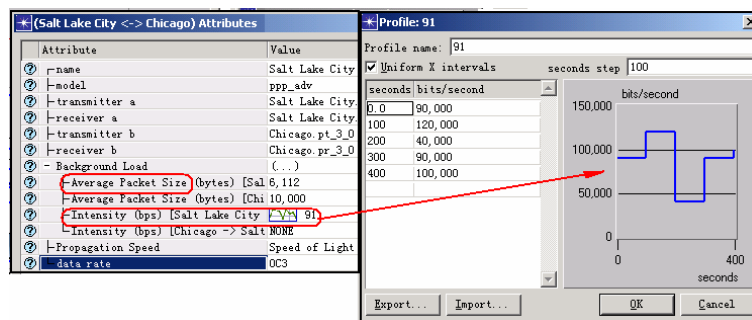 (Salt Lake City <-> Chicago) Attributes
Attribute Value
name Salt Lake City
model ppp_adv
transmitter a Salt Lake City.
receiver a Salt Lake City.
transmitter b Chicago.pt_3_0
receiver b Chicago.pr_3_0
Background Load (...)
Average Packet Size (bytes) [Sal 6,112
Average Packet Size (bytes) [Chi 10,000
Intensity (bps) [Salt Lake City 91
Intensity (bps) [Chicago -> Salt NONE
Propagation Speed Speed of Light
data rate OC3
Profile: 91
Profile name: 91
Uniform X intervals seconds step 100
seconds bits/second
0.0 90,000
100 120,000
200 40,000
300 90,000
400 100,000
bits/second
150,000
100,000
50,000
0
0 400
seconds
Export... Import... OK Cancel